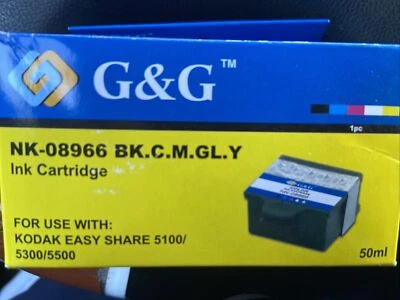 G&G™
1pc
NK-08966 BK.C.M.GL.Y
Ink Cartridge
G&G
FOR USE WITH:
KODAK EASY SHARE 5100/
5300/5500
50ml